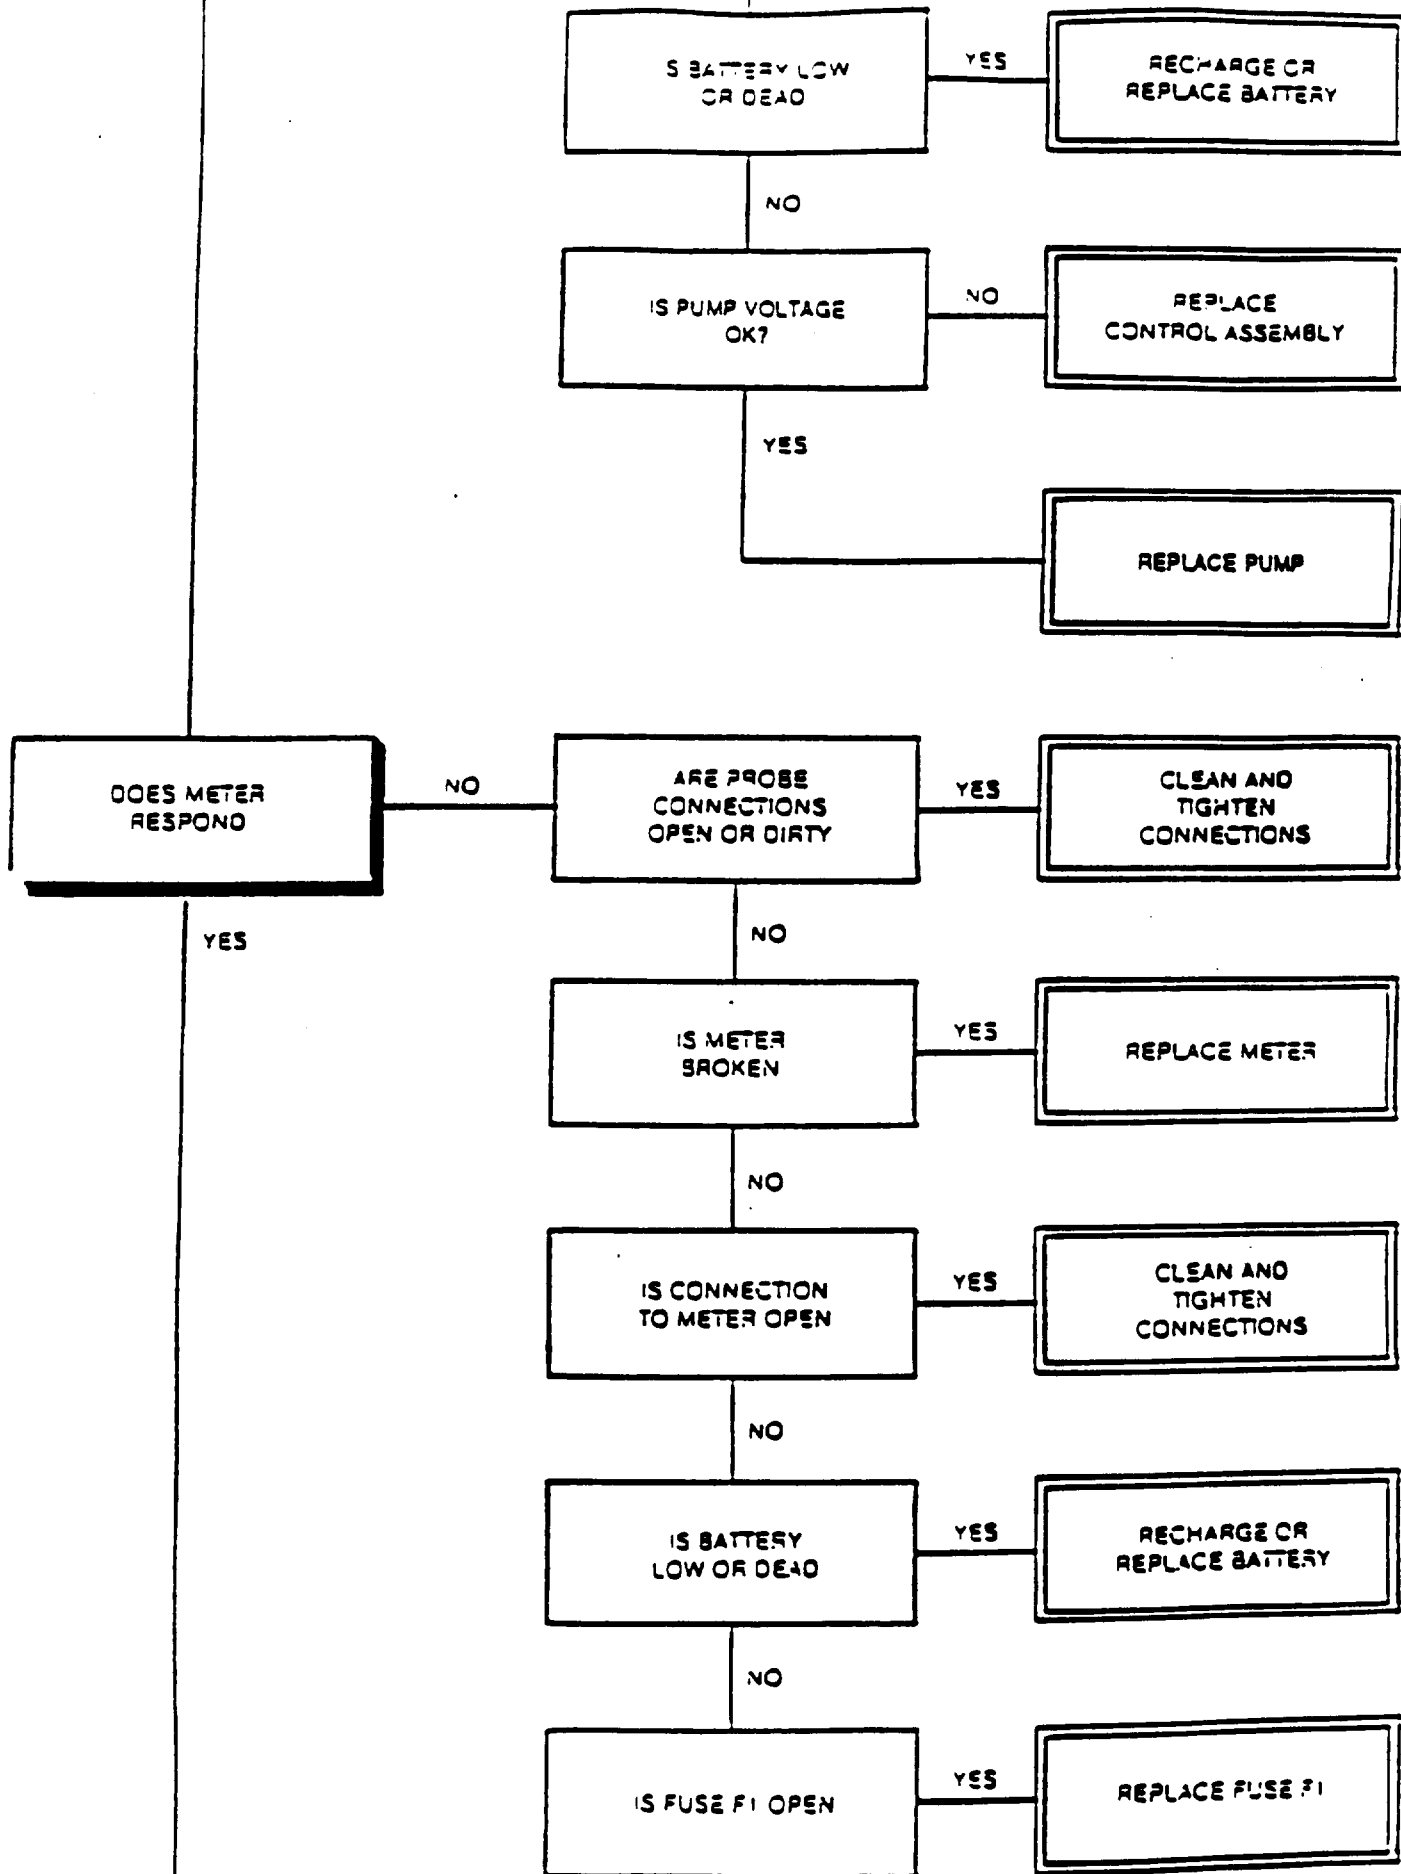 IS BATTERY LOW
OR DEAD
YES
RECHARGE OR
REPLACE BATTERY
NO
IS PUMP VOLTAGE
OK?
NO
REPLACE
CONTROL ASSEMBLY
YES
REPLACE PUMP
DOES METER
RESPOND
NO
ARE PROBE
CONNECTIONS
OPEN OR DIRTY
YES
CLEAN AND
TIGHTEN
CONNECTIONS
YES
NO
IS METER
BROKEN
YES
REPLACE METER
NO
IS CONNECTION
TO METER OPEN
YES
CLEAN AND
TIGHTEN
CONNECTIONS
NO
IS BATTERY
LOW OR DEAD
YES
RECHARGE OR
REPLACE BATTERY
NO
IS FUSE F1 OPEN
YES
REPLACE FUSE F1